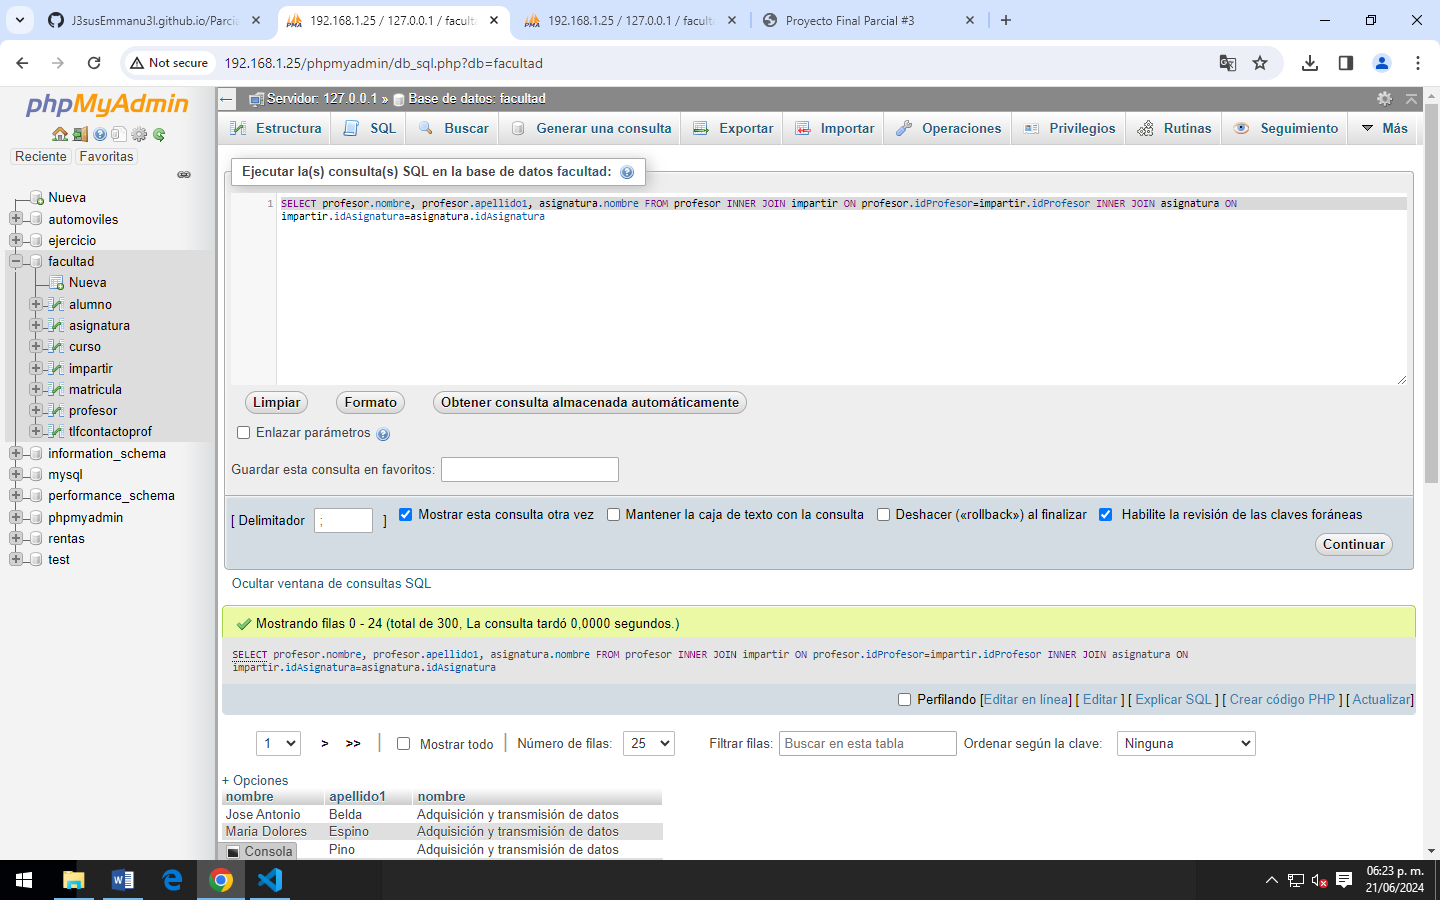 J3susEmmanu3l.github.io/Parcia
192.168.1.25 / 127.0.0.1 / faculta
192.168.1.25 / 127.0.0.1 / faculta
Proyecto Final Parcial #3
Not secure
192.168.1.25/phpmyadmin/db_sql.php?db=facultad
phpMyAdmin
Reciente
Favoritas
Nueva
automoviles
ejercicio
facultad
Nueva
alumno
asignatura
curso
impartir
matricula
profesor
tlfcontactoprof
information_schema
mysql
performance_schema
phpmyadmin
rentas
test
Servidor: 127.0.0.1 » Base de datos: facultad
Estructura
SQL
Buscar
Generar una consulta
Exportar
Importar
Operaciones
Privilegios
Rutinas
Seguimiento
Más
Ejecutar la(s) consulta(s) SQL en la base de datos facultad:
1
SELECT profesor.nombre, profesor.apellido1, asignatura.nombre FROM profesor INNER JOIN impartir ON profesor.idProfesor=impartir.idProfesor INNER JOIN asignatura ON
impartir.idAsignatura=asignatura.idAsignatura
Limpiar
Formato
Obtener consulta almacenada automáticamente
Enlazar parámetros
Guardar esta consulta en favoritos:
[ Delimitador ; ]
Mostrar esta consulta otra vez
Mantener la caja de texto con la consulta
Deshacer («rollback») al finalizar
Habilite la revisión de las claves foráneas
Continuar
Ocultar ventana de consultas SQL
Mostrando filas 0 - 24 (total de 300, La consulta tardó 0,0000 segundos.)
SELECT profesor.nombre, profesor.apellido1, asignatura.nombre FROM profesor INNER JOIN impartir ON profesor.idProfesor=impartir.idProfesor INNER JOIN asignatura ON
impartir.idAsignatura=asignatura.idAsignatura
Perfilando [Editar en línea] [ Editar ] [ Explicar SQL ] [ Crear código PHP ] [ Actualizar]
1
> >>
Mostrar todo
Número de filas:
25
Filtrar filas:
Buscar en esta tabla
Ordenar según la clave:
Ninguna
+ Opciones
nombre apellido1 nombre
Jose Antonio Belda Adquisición y transmisión de datos
Maria Dolores Espino Adquisición y transmisión de datos
Pino Adquisición y transmisión de datos
Consola
06:23 p. m.
21/06/2024